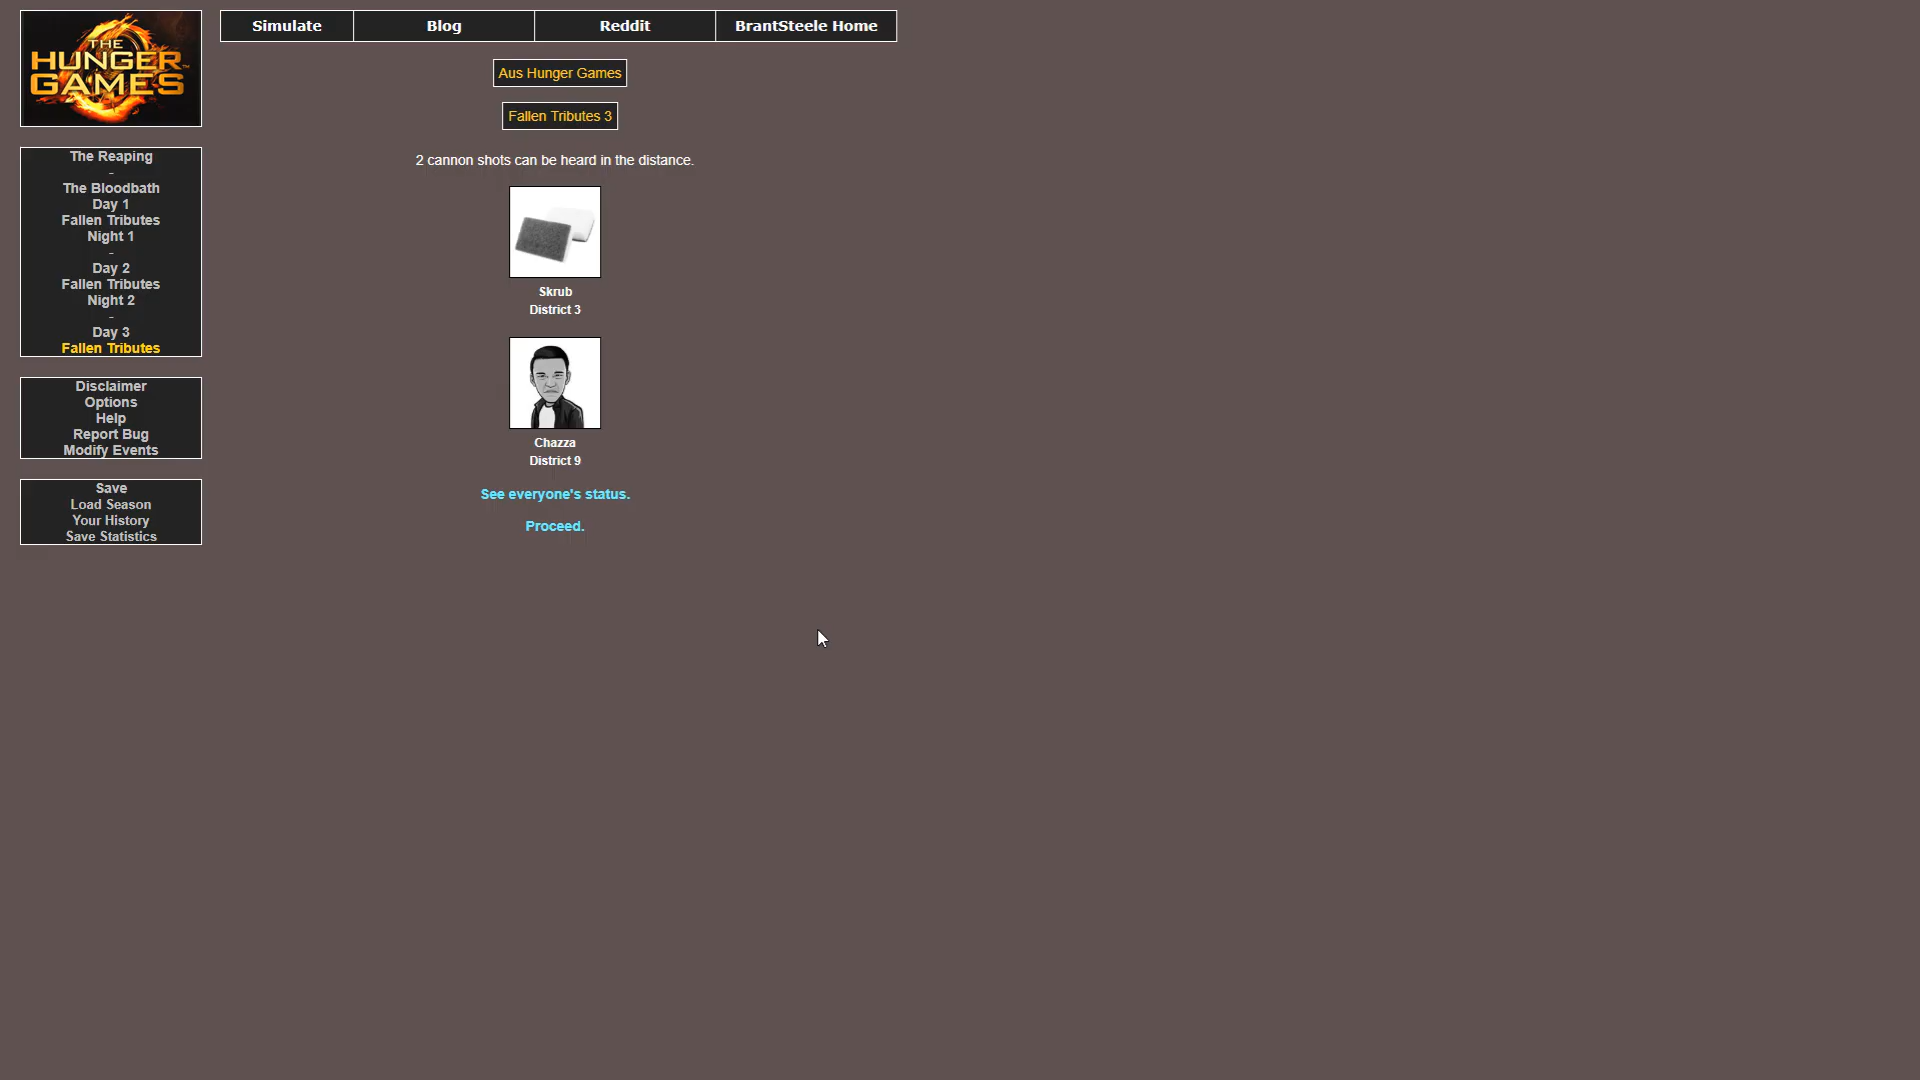 THE
HUNGER
GAMES
Simulate
Blog
Reddit
BrantSteele Home
Aus Hunger Games
Fallen Tributes 3
2 cannon shots can be heard in the distance.
Skrub
District 3
Chazza
District 9
See everyone's status.
Proceed.
The Reaping
-
The Bloodbath
Day 1
Fallen Tributes
Night 1
-
Day 2
Fallen Tributes
Night 2
-
Day 3
Fallen Tributes
Disclaimer
Options
Help
Report Bug
Modify Events
Save
Load Season
Your History
Save Statistics